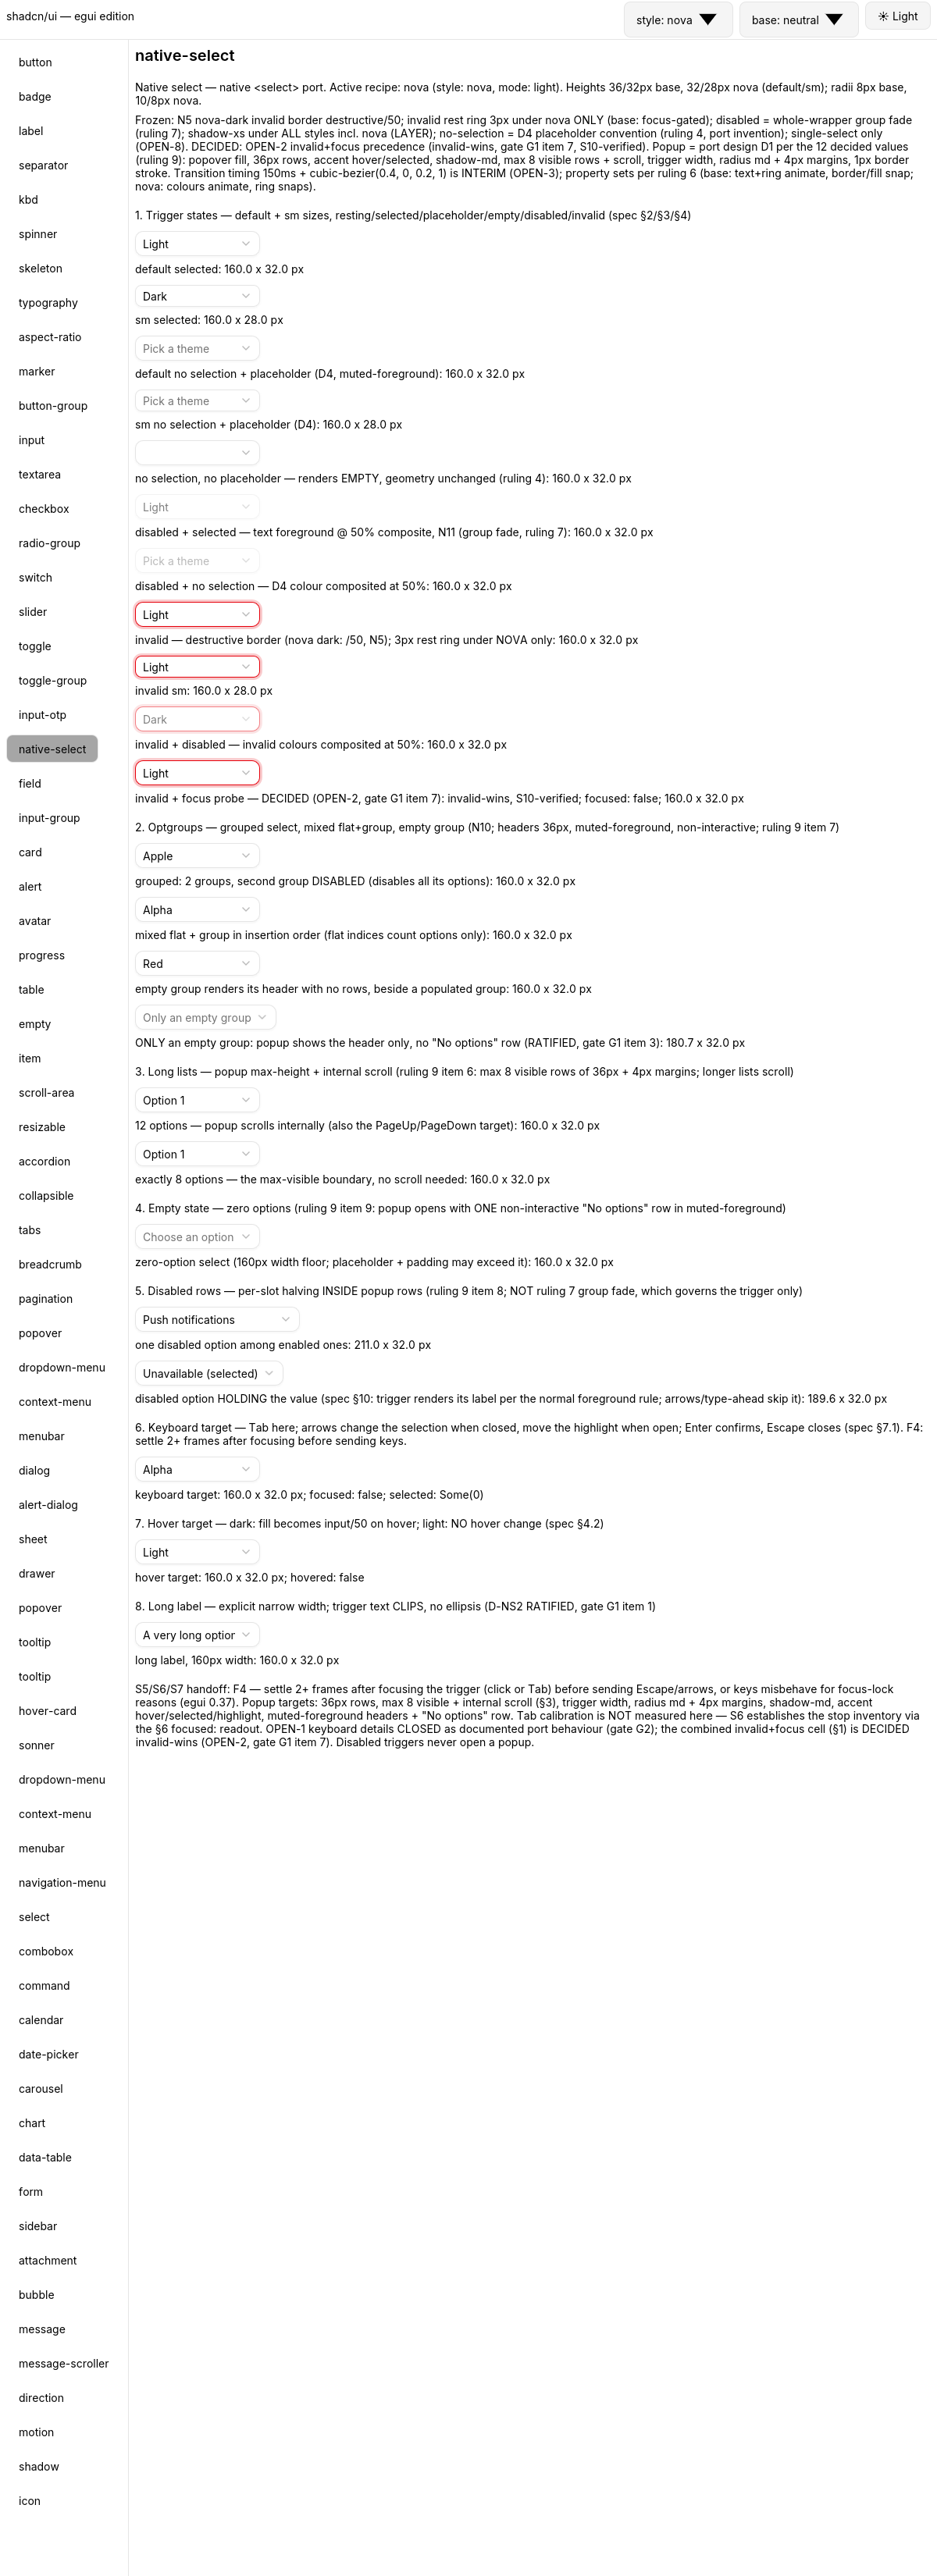 shadcn/ui — egui edition
style: nova
base: neutral
☀ Light
button
badge
label
separator
kbd
spinner
skeleton
typography
aspect-ratio
marker
button-group
input
textarea
checkbox
radio-group
switch
slider
toggle
toggle-group
input-otp
native-select
field
input-group
card
alert
avatar
progress
table
empty
item
scroll-area
resizable
accordion
collapsible
tabs
breadcrumb
pagination
popover
dropdown-menu
context-menu
menubar
dialog
alert-dialog
sheet
drawer
popover
tooltip
tooltip
hover-card
sonner
dropdown-menu
context-menu
menubar
navigation-menu
select
combobox
command
calendar
date-picker
carousel
chart
data-table
form
sidebar
attachment
bubble
message
message-scroller
direction
motion
shadow
icon
native-select
Native select — native <select> port. Active recipe: nova (style: nova, mode: light). Heights 36/32px base, 32/28px nova (default/sm); radii 8px base,
10/8px nova.
Frozen: N5 nova-dark invalid border destructive/50; invalid rest ring 3px under nova ONLY (base: focus-gated); disabled = whole-wrapper group fade
(ruling 7); shadow-xs under ALL styles incl. nova (LAYER); no-selection = D4 placeholder convention (ruling 4, port invention); single-select only
(OPEN-8). DECIDED: OPEN-2 invalid+focus precedence (invalid-wins, gate G1 item 7, S10-verified). Popup = port design D1 per the 12 decided values
(ruling 9): popover fill, 36px rows, accent hover/selected, shadow-md, max 8 visible rows + scroll, trigger width, radius md + 4px margins, 1px border
stroke. Transition timing 150ms + cubic-bezier(0.4, 0, 0.2, 1) is INTERIM (OPEN-3); property sets per ruling 6 (base: text+ring animate, border/fill snap;
nova: colours animate, ring snaps).
1. Trigger states — default + sm sizes, resting/selected/placeholder/empty/disabled/invalid (spec §2/§3/§4)
Light
default selected: 160.0 x 32.0 px
Dark
sm selected: 160.0 x 28.0 px
Pick a theme
default no selection + placeholder (D4, muted-foreground): 160.0 x 32.0 px
Pick a theme
sm no selection + placeholder (D4): 160.0 x 28.0 px
no selection, no placeholder — renders EMPTY, geometry unchanged (ruling 4): 160.0 x 32.0 px
Light
disabled + selected — text foreground @ 50% composite, N11 (group fade, ruling 7): 160.0 x 32.0 px
Pick a theme
disabled + no selection — D4 colour composited at 50%: 160.0 x 32.0 px
Light
invalid — destructive border (nova dark: /50, N5); 3px rest ring under NOVA only: 160.0 x 32.0 px
Light
invalid sm: 160.0 x 28.0 px
Dark
invalid + disabled — invalid colours composited at 50%: 160.0 x 32.0 px
Light
invalid + focus probe — DECIDED (OPEN-2, gate G1 item 7): invalid-wins, S10-verified; focused: false; 160.0 x 32.0 px
2. Optgroups — grouped select, mixed flat+group, empty group (N10; headers 36px, muted-foreground, non-interactive; ruling 9 item 7)
Apple
grouped: 2 groups, second group DISABLED (disables all its options): 160.0 x 32.0 px
Alpha
mixed flat + group in insertion order (flat indices count options only): 160.0 x 32.0 px
Red
empty group renders its header with no rows, beside a populated group: 160.0 x 32.0 px
Only an empty group
ONLY an empty group: popup shows the header only, no "No options" row (RATIFIED, gate G1 item 3): 180.7 x 32.0 px
3. Long lists — popup max-height + internal scroll (ruling 9 item 6: max 8 visible rows of 36px + 4px margins; longer lists scroll)
Option 1
12 options — popup scrolls internally (also the PageUp/PageDown target): 160.0 x 32.0 px
Option 1
exactly 8 options — the max-visible boundary, no scroll needed: 160.0 x 32.0 px
4. Empty state — zero options (ruling 9 item 9: popup opens with ONE non-interactive "No options" row in muted-foreground)
Choose an option
zero-option select (160px width floor; placeholder + padding may exceed it): 160.0 x 32.0 px
5. Disabled rows — per-slot halving INSIDE popup rows (ruling 9 item 8; NOT ruling 7 group fade, which governs the trigger only)
Push notifications
one disabled option among enabled ones: 211.0 x 32.0 px
Unavailable (selected)
disabled option HOLDING the value (spec §10: trigger renders its label per the normal foreground rule; arrows/type-ahead skip it): 189.6 x 32.0 px
6. Keyboard target — Tab here; arrows change the selection when closed, move the highlight when open; Enter confirms, Escape closes (spec §7.1). F4:
settle 2+ frames after focusing before sending keys.
Alpha
keyboard target: 160.0 x 32.0 px; focused: false; selected: Some(0)
7. Hover target — dark: fill becomes input/50 on hover; light: NO hover change (spec §4.2)
Light
hover target: 160.0 x 32.0 px; hovered: false
8. Long label — explicit narrow width; trigger text CLIPS, no ellipsis (D-NS2 RATIFIED, gate G1 item 1)
A very long option
long label, 160px width: 160.0 x 32.0 px
S5/S6/S7 handoff: F4 — settle 2+ frames after focusing the trigger (click or Tab) before sending Escape/arrows, or keys misbehave for focus-lock
reasons (egui 0.37). Popup targets: 36px rows, max 8 visible + internal scroll (§3), trigger width, radius md + 4px margins, shadow-md, accent
hover/selected/highlight, muted-foreground headers + "No options" row. Tab calibration is NOT measured here — S6 establishes the stop inventory via
the §6 focused: readout. OPEN-1 keyboard details CLOSED as documented port behaviour (gate G2); the combined invalid+focus cell (§1) is DECIDED
invalid-wins (OPEN-2, gate G1 item 7). Disabled triggers never open a popup.